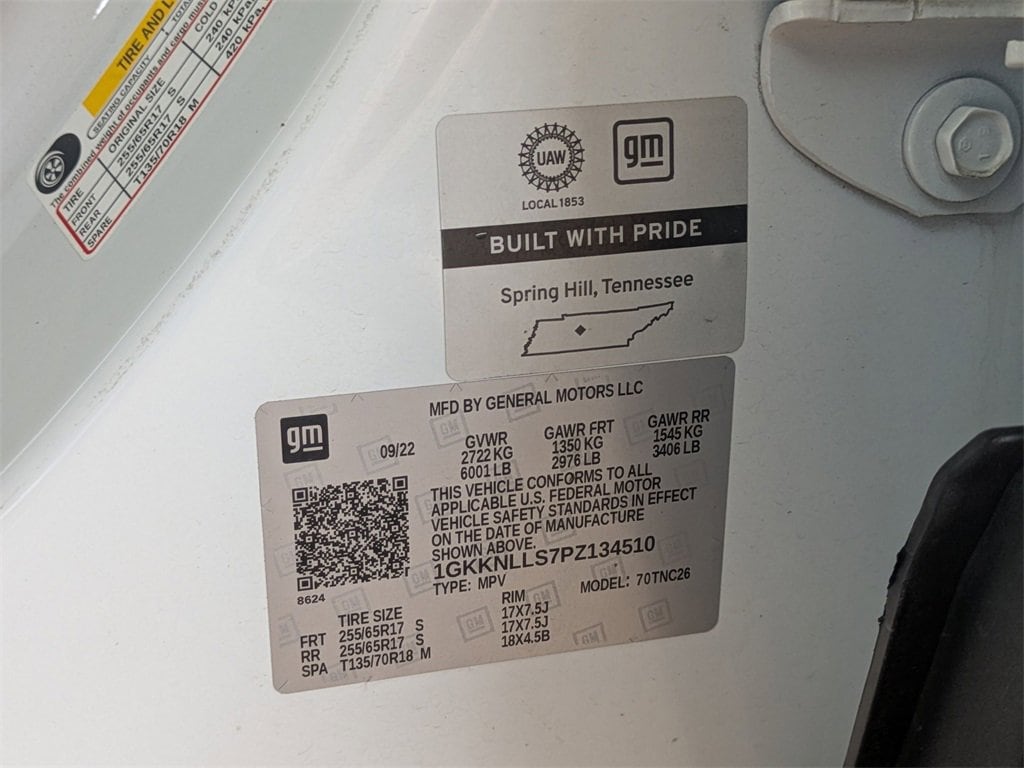 TIRE AND
SEATING CAPACITY
The combined weight of occupants and cargo
TIRE ORIGINAL SIZE COLD
FRONT 255/65R17 S 240 kPa
REAR 255/65R17 S 240 kPa
SPARE T135/70R18 M 420 kPa,
UAW gm
LOCAL 1853
BUILT WITH PRIDE
Spring Hill, Tennessee
MFD BY GENERAL MOTORS LLC
gm
09/22
GVWR GAWR FRT GAWR RR
2722 KG 1350 KG 1545 KG
6001 LB 2976 LB 3406 LB
THIS VEHICLE CONFORMS TO ALL
APPLICABLE U.S. FEDERAL MOTOR
VEHICLE SAFETY STANDARDS IN EFFECT
ON THE DATE OF MANUFACTURE
SHOWN ABOVE.
1GKKNLLS7PZ134510
8624
TYPE: MPV MODEL: 70TNC26
TIRE SIZE RIM
FRT 255/65R17 S 17X7.5J
RR 255/65R17 S 17X7.5J
SPA T135/70R18 M 18X4.5B